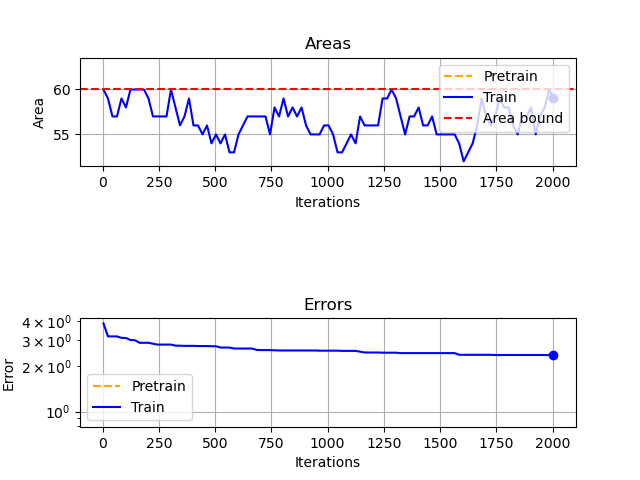 Areas
60
55
Area
Pretrain
Train
Area bound
0 250 500 750 1000 1250 1500 1750 2000
Iterations
Errors
4 × 10⁰
3 × 10⁰
2 × 10⁰
10⁰
Error
Pretrain
Train
0 250 500 750 1000 1250 1500 1750 2000
Iterations